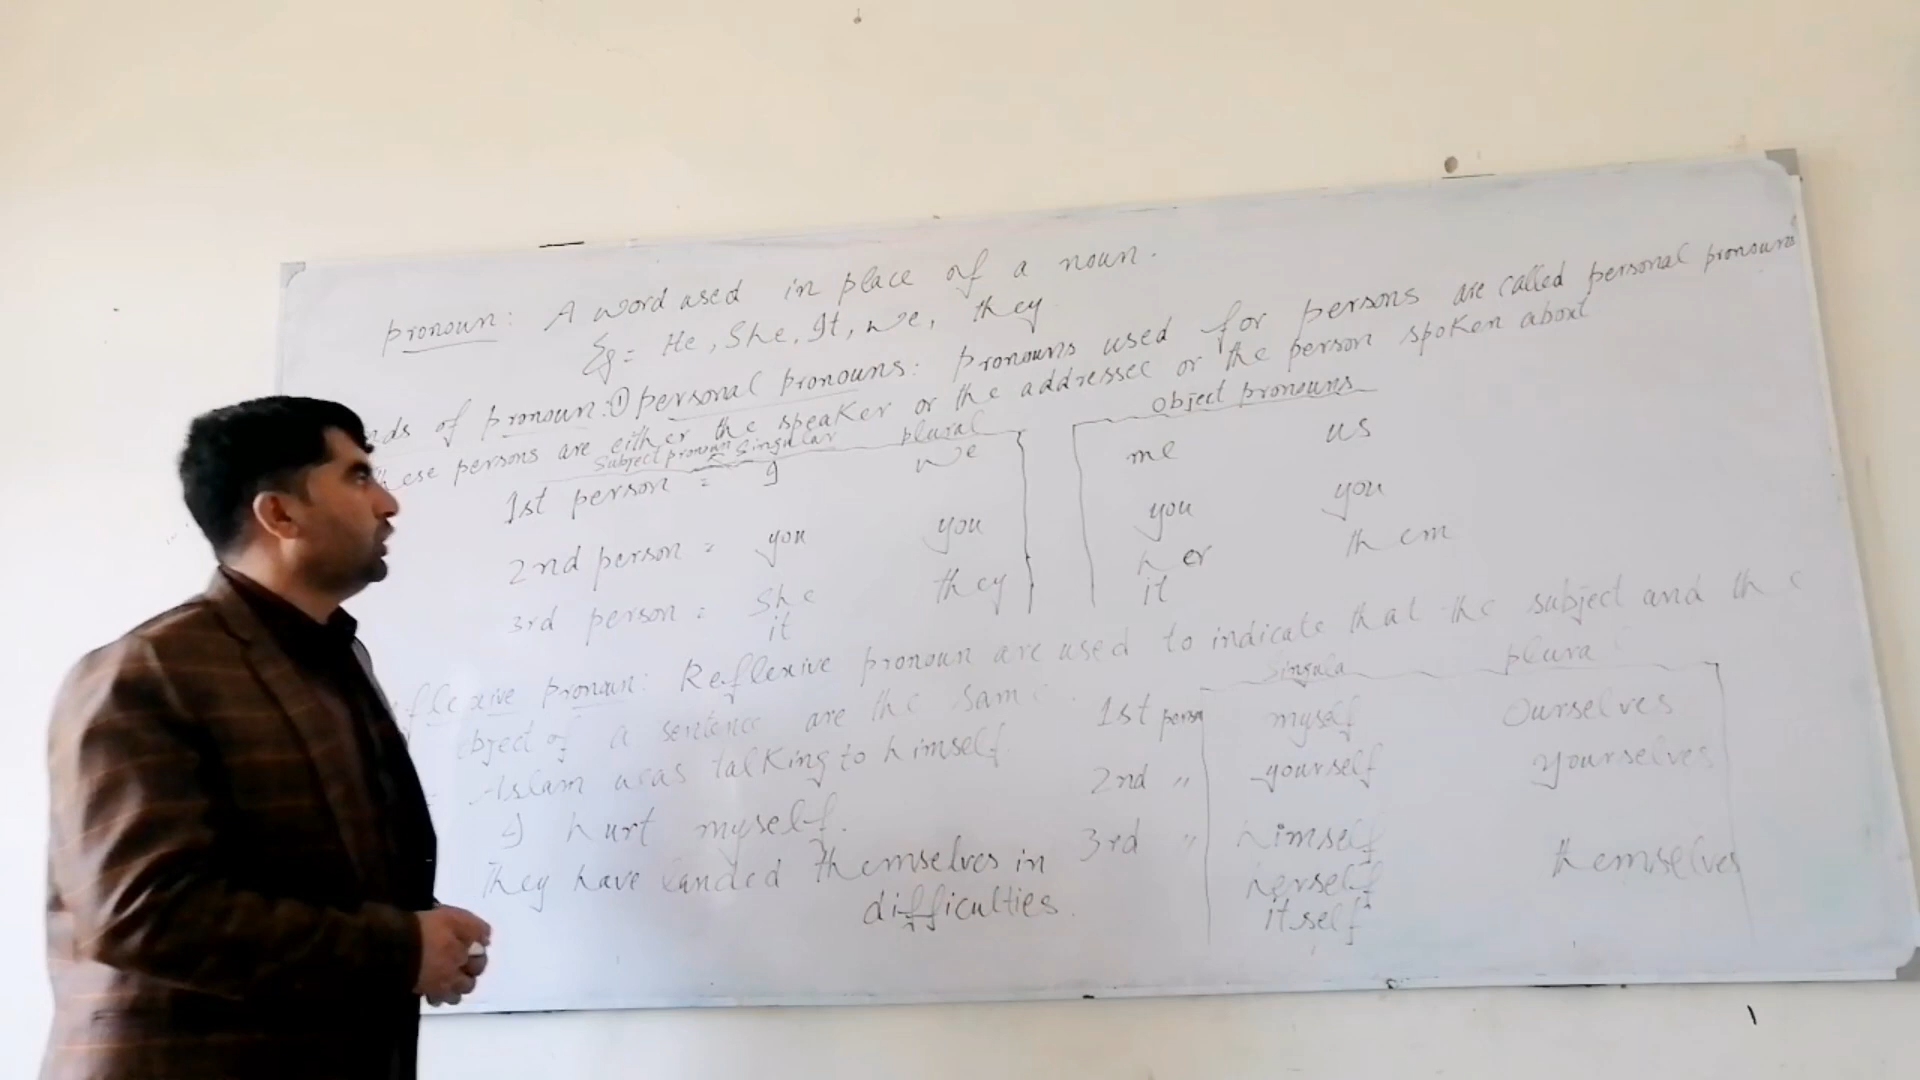 pronoun: A word used in place of a noun.
Eg= He, She, It, we, they
nds of pronoun: ① personal pronouns: pronouns used for persons are called personal pronouns
hese persons are either the speaker or the addressee or the person spoken about
Subject pronoun Singular plural Object pronouns
1st person = I we me us
2nd person = you you you you
3rd person = She they her them
it it
flexive pronoun: Reflexive pronoun are used to indicate that the subject and the
object of a sentence are the same. Singula plural
1st person myself Ourselves
Aslam was talking to himself 2nd " yourself yourselves
I hurt myself. 3rd " himself themselves
They have landed themselves in herself
difficulties. itself